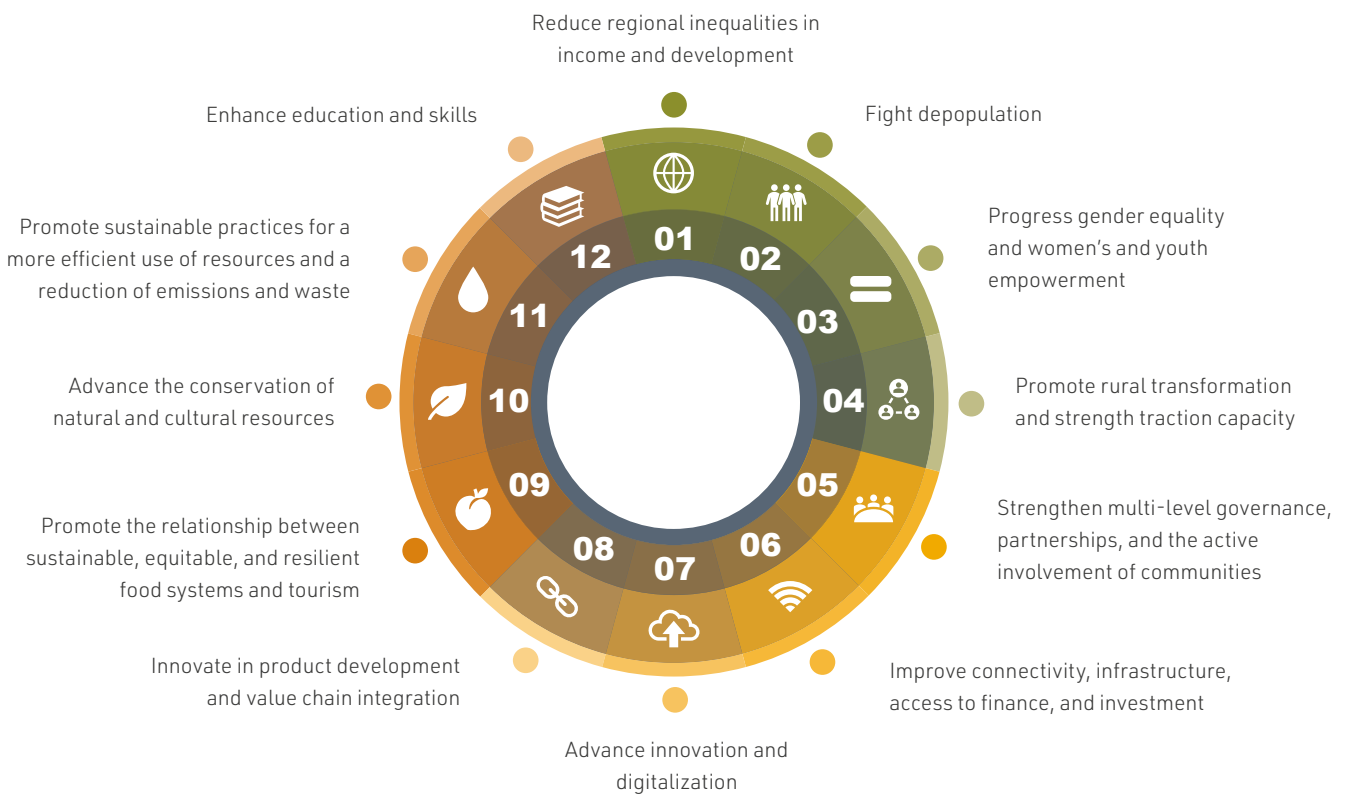 Reduce regional inequalities in
income and development
Fight depopulation
Progress gender equality
and women’s and youth
empowerment
Promote rural transformation
and strength traction capacity
Strengthen multi-level governance,
partnerships, and the active
involvement of communities
Improve connectivity, infrastructure,
access to finance, and investment
Advance innovation and
digitalization
Innovate in product development
and value chain integration
Promote the relationship between
sustainable, equitable, and resilient
food systems and tourism
Advance the conservation of
natural and cultural resources
Promote sustainable practices for a
more efficient use of resources and a
reduction of emissions and waste
Enhance education and skills
01
02
03
04
05
06
07
08
09
10
11
12